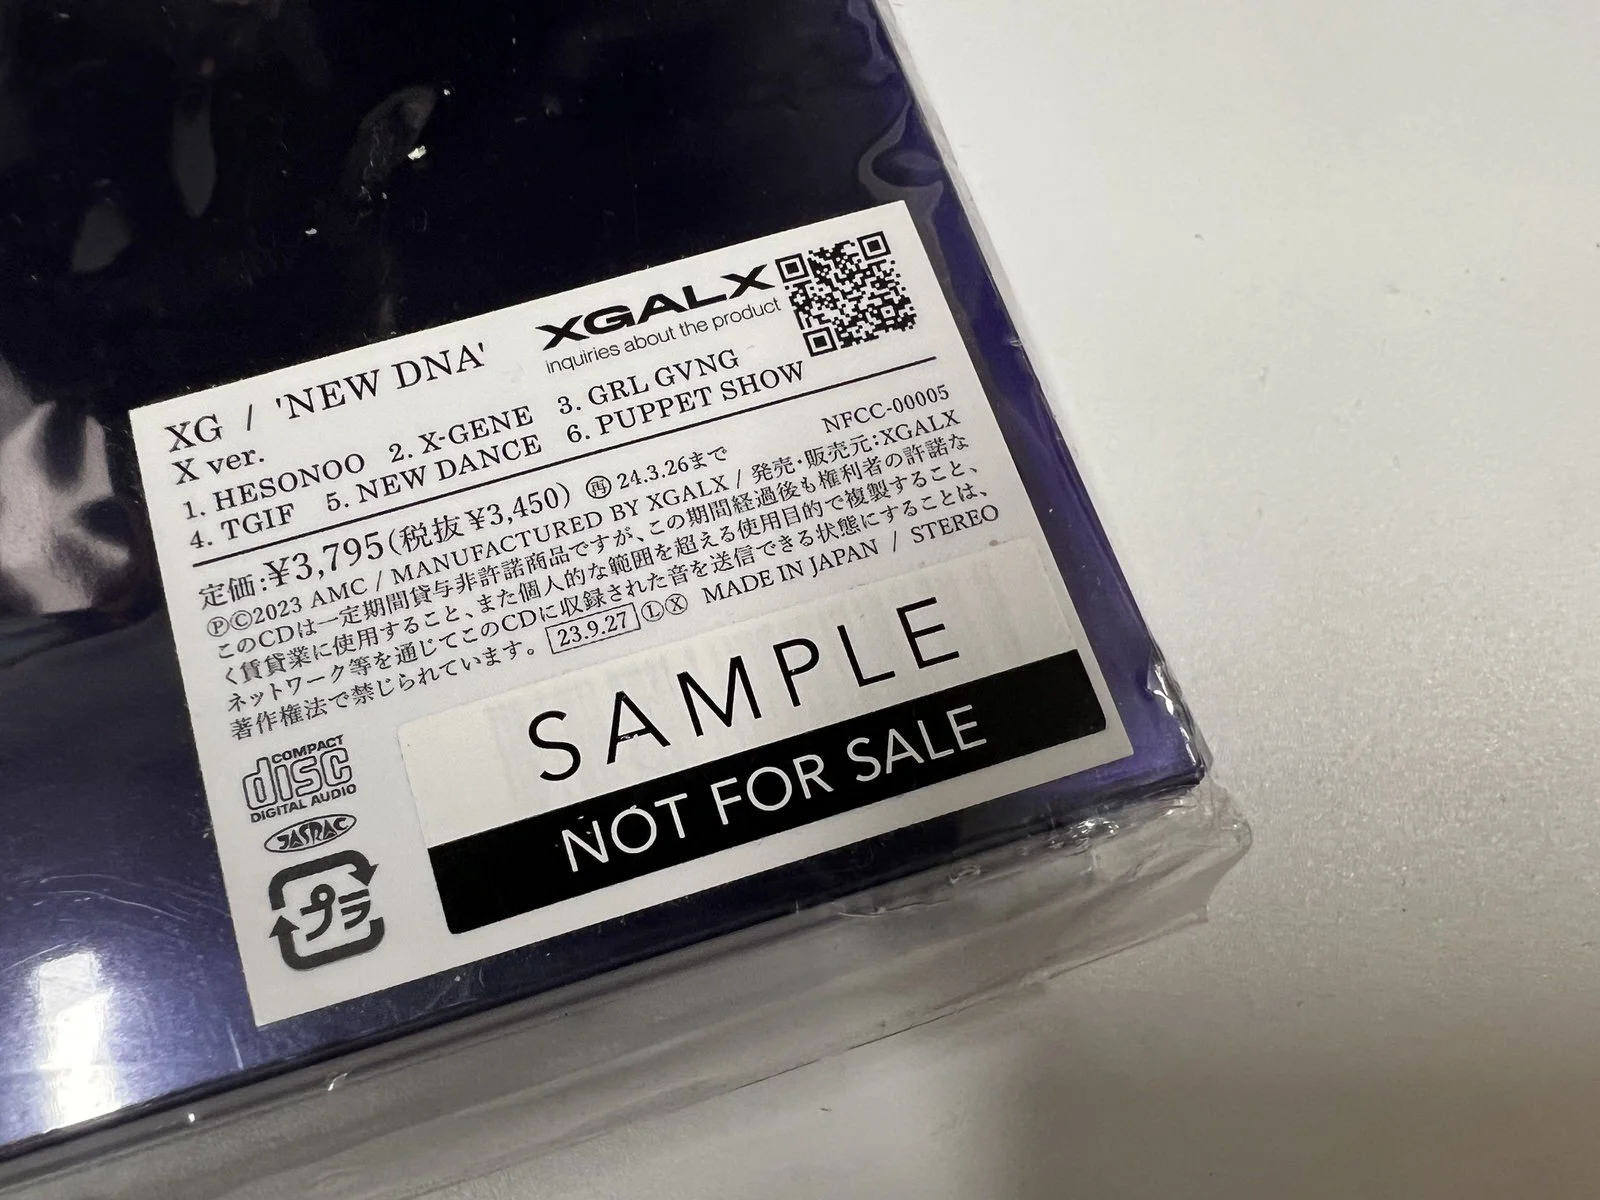 XGALX
inquiries about the product
XG / 'NEW DNA'
X ver.
1. HESONOO 2. X-GENE 3. GRL GVNG
4. TGIF 5. NEW DANCE 6. PUPPET SHOW
NFCC-00005
定価:¥3,795(税抜¥3,450) 再 24.3.26まで
Ⓟ©2023 AMC / MANUFACTURED BY XGALX / 発売・販売元:XGALX
このCDは一定期間貸与非許諾商品ですが、この期間経過後も権利者の許諾な
く賃貸業に使用すること、また個人的な範囲を超える使用目的で複製すること、
ネットワーク等を通じてこのCDに収録された音を送信できる状態にすることは、
著作権法で禁じられています。 23.9.27 Ⓛ Ⓧ MADE IN JAPAN / STEREO
SAMPLE
NOT FOR SALE
COMPACT
disc
DIGITAL AUDIO
JASRAC
プラ